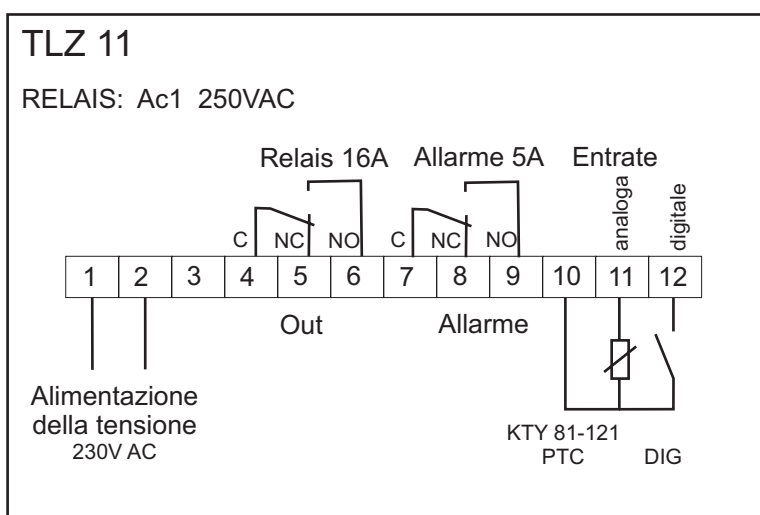 TLZ 11
RELAIS: Ac1 250VAC
Relais 16A Allarme 5A Entrate
analoga digitale
C NC NO C NC NO
1 2 3 4 5 6 7 8 9 10 11 12
Out Allarme
Alimentazione
della tensione
230V AC
KTY 81-121
PTC DIG